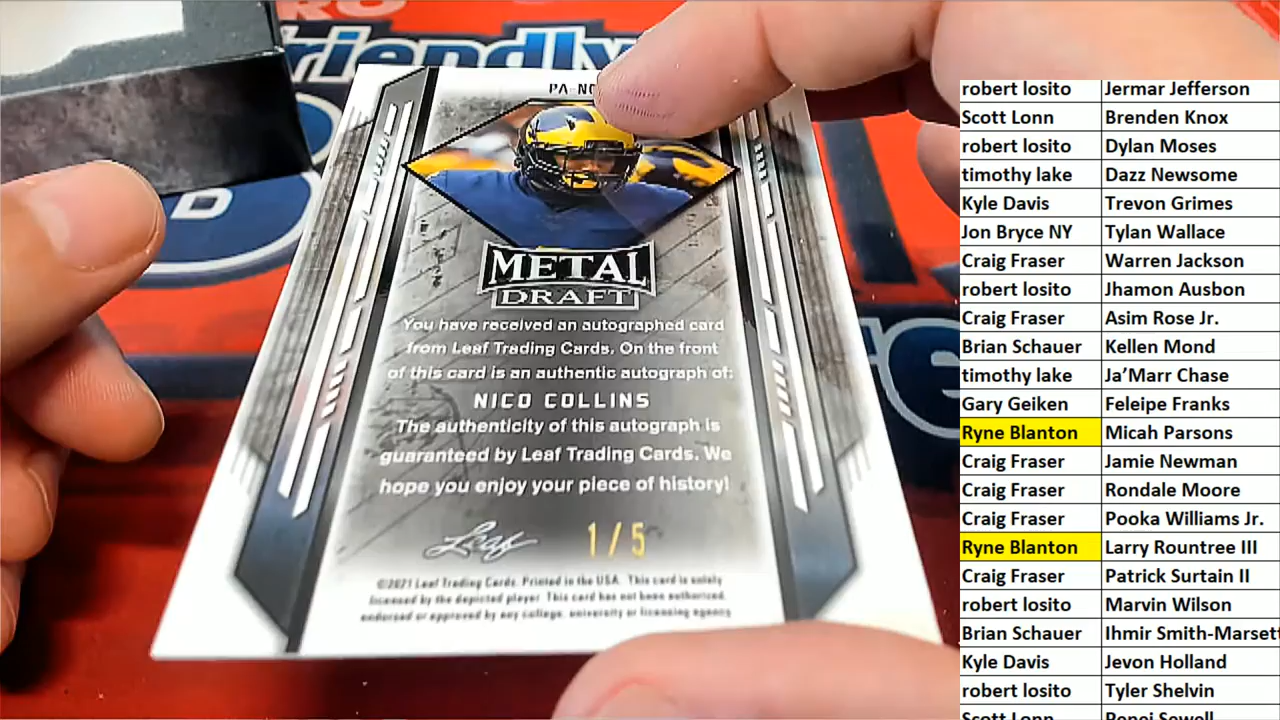 RO
riendly
D
PA-NC
METAL
DRAFT
You have received an autographed card
from Leaf Trading Cards. On the front
of this card is an authentic autograph of:
NICO COLLINS
The authenticity of this autograph is
guaranteed by Leaf Trading Cards. We
hope you enjoy your piece of history!
Leaf
1/5
©2021 Leaf Trading Cards. Printed in the USA. This card is solely
licensed by the depicted player. This card has not been authorized,
endorsed or approved by any college, university or licensing agency.
robert losito Jermar Jefferson
Scott Lonn Brenden Knox
robert losito Dylan Moses
timothy lake Dazz Newsome
Kyle Davis Trevon Grimes
Jon Bryce NY Tylan Wallace
Craig Fraser Warren Jackson
robert losito Jhamon Ausbon
Craig Fraser Asim Rose Jr.
Brian Schauer Kellen Mond
timothy lake Ja’Marr Chase
Gary Geiken Feleipe Franks
Ryne Blanton Micah Parsons
Craig Fraser Jamie Newman
Craig Fraser Rondale Moore
Craig Fraser Pooka Williams Jr.
Ryne Blanton Larry Rountree III
Craig Fraser Patrick Surtain II
robert losito Marvin Wilson
Brian Schauer Ihmir Smith-Marsett
Kyle Davis Jevon Holland
robert losito Tyler Shelvin
Scott Lonn Penei Sewell